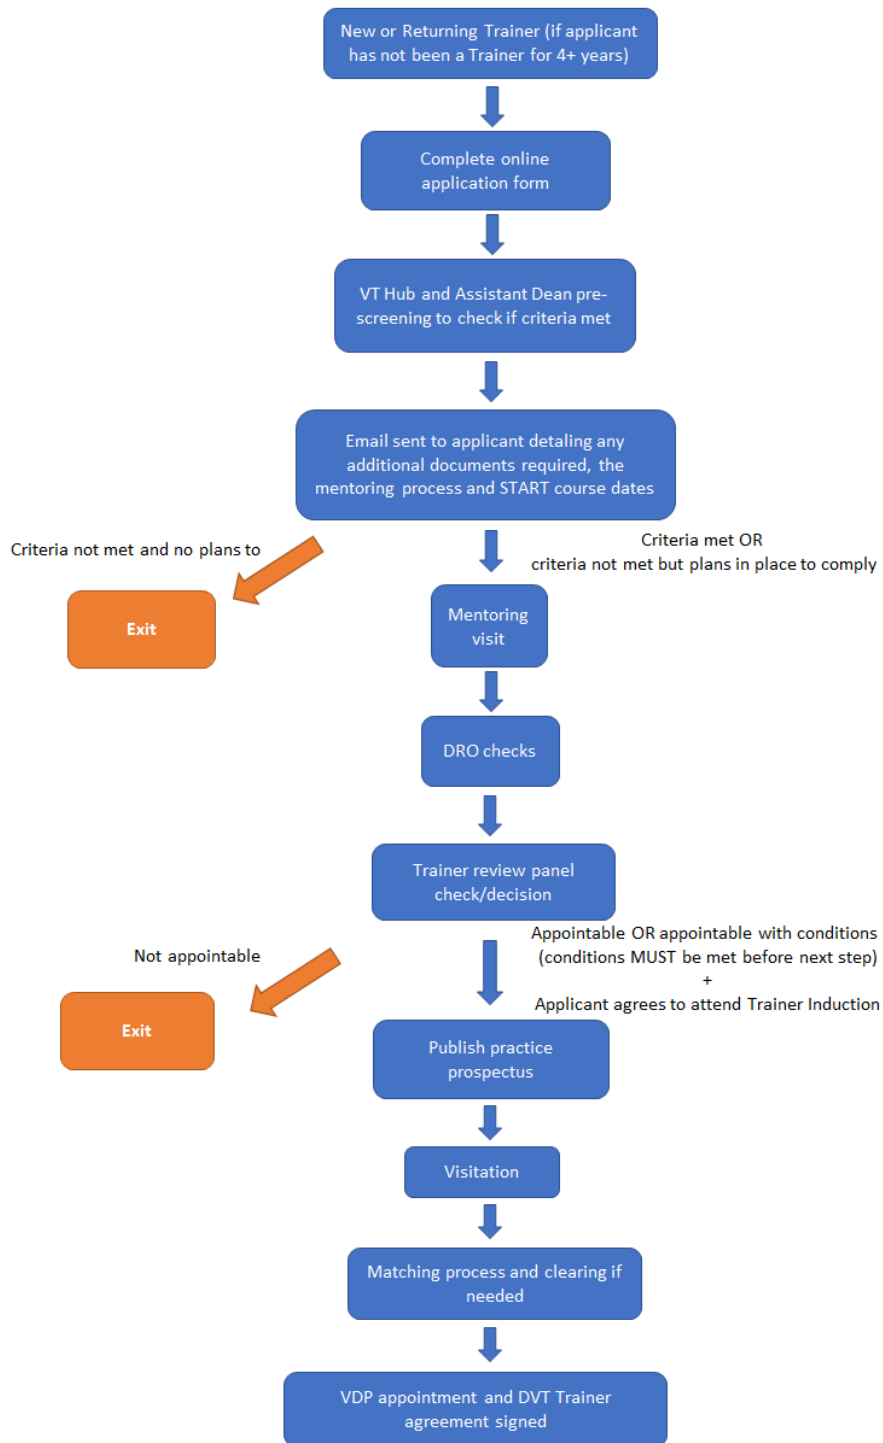 New or Returning Trainer (if applicant
has not been a Trainer for 4+ years)
Complete online
application form
VT Hub and Assistant Dean pre-
screening to check if criteria met
Email sent to applicant detaling any
additional documents required, the
mentoring process and START course dates
Criteria not met and no plans to
Exit
Criteria met OR
criteria not met but plans in place to comply
Mentoring
visit
DRO checks
Trainer review panel
check/decision
Not appointable
Exit
Appointable OR appointable with conditions
(conditions MUST be met before next step)
+
Applicant agrees to attend Trainer Induction
Publish practice
prospectus
Visitation
Matching process and clearing if
needed
VDP appointment and DVT Trainer
agreement signed